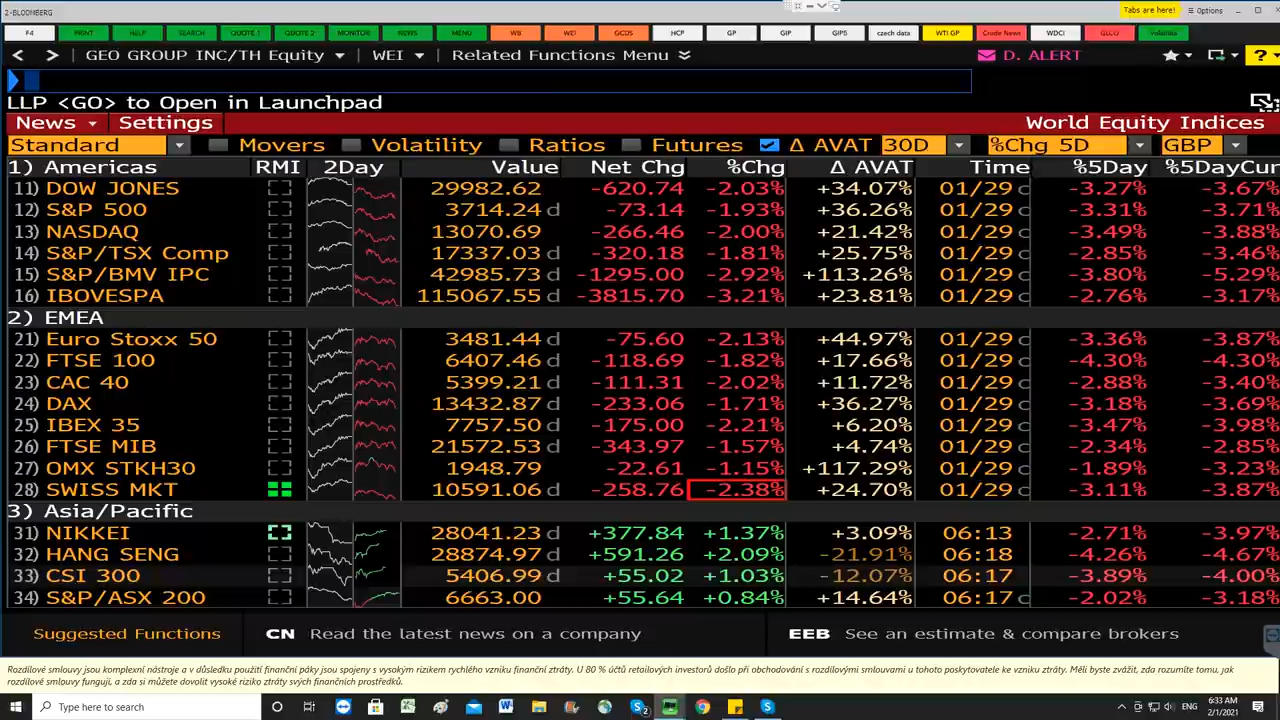 2-BLOOMBERG Tabs are here! Options
F4 PRINT HELP SEARCH QUOTE 1 QUOTE 2 MONITOR NEWS MENU WB WEI GCDS HCP GP GIP GIPS czech data WTI GP Crude News WDCI GLCO Volatilita
< > GEO GROUP INC/TH Equity WEI Related Functions Menu D. ALERT ?
LLP <GO> to Open in Launchpad
News Settings World Equity Indices
Standard Movers Volatility Ratios Futures Δ AVAT 30D %Chg 5D GBP
1) Americas RMI 2Day Value Net Chg %Chg Δ AVAT Time %5Day %5DayCur
11) DOW JONES 29982.62 -620.74 -2.03% +34.07% 01/29 c -3.27% -3.67%
12) S&P 500 3714.24 d -73.14 -1.93% +36.26% 01/29 c -3.31% -3.71%
13) NASDAQ 13070.69 -266.46 -2.00% +21.42% 01/29 c -3.49% -3.88%
14) S&P/TSX Comp 17337.03 d -320.18 -1.81% +25.75% 01/29 c -2.85% -3.46%
15) S&P/BMV IPC 42985.73 d -1295.00 -2.92% +113.26% 01/29 c -3.80% -5.29%
16) IBOVESPA 115067.55 d -3815.70 -3.21% +23.81% 01/29 c -2.76% -3.17%
2) EMEA
21) Euro Stoxx 50 3481.44 d -75.60 -2.13% +44.97% 01/29 c -3.36% -3.87%
22) FTSE 100 6407.46 d -118.69 -1.82% +17.66% 01/29 c -4.30% -4.30%
23) CAC 40 5399.21 d -111.31 -2.02% +11.72% 01/29 c -2.88% -3.40%
24) DAX 13432.87 d -233.06 -1.71% +36.27% 01/29 c -3.18% -3.69%
25) IBEX 35 7757.50 d -175.00 -2.21% +6.20% 01/29 c -3.47% -3.98%
26) FTSE MIB 21572.53 d -343.97 -1.57% +4.74% 01/29 c -2.34% -2.85%
27) OMX STKH30 1948.79 d -22.61 -1.15% +117.29% 01/29 c -1.89% -3.23%
28) SWISS MKT 10591.06 d -258.76 -2.38% +24.70% 01/29 c -3.11% -3.87%
3) Asia/Pacific
31) NIKKEI 28041.23 d +377.84 +1.37% +3.09% 06:13 -2.71% -3.97%
32) HANG SENG 28874.97 d +591.26 +2.09% -21.91% 06:18 -4.26% -4.67%
33) CSI 300 5406.99 d +55.02 +1.03% -12.07% 06:17 -3.89% -4.00%
34) S&P/ASX 200 6663.00 +55.64 +0.84% +14.64% 06:17 c -2.02% -3.18%
Suggested Functions CN Read the latest news on a company EEB See an estimate & compare brokers
Rozdílové smlouvy jsou komplexní nástroje a v důsledku použití finanční páky jsou spojeny s vysokým rizikem rychlého vzniku finanční ztráty. U 80 % účtů retailových investorů došlo při obchodování s rozdílovými smlouvami u tohoto poskytovatele ke vzniku ztráty. Měli byste zvážit, zda rozumíte tomu, jak
rozdílové smlouvy fungují, a zda si můžete dovolit vysoké riziko ztráty svých finančních prostředků.
Type here to search ENG 6:33 AM
2/1/2021